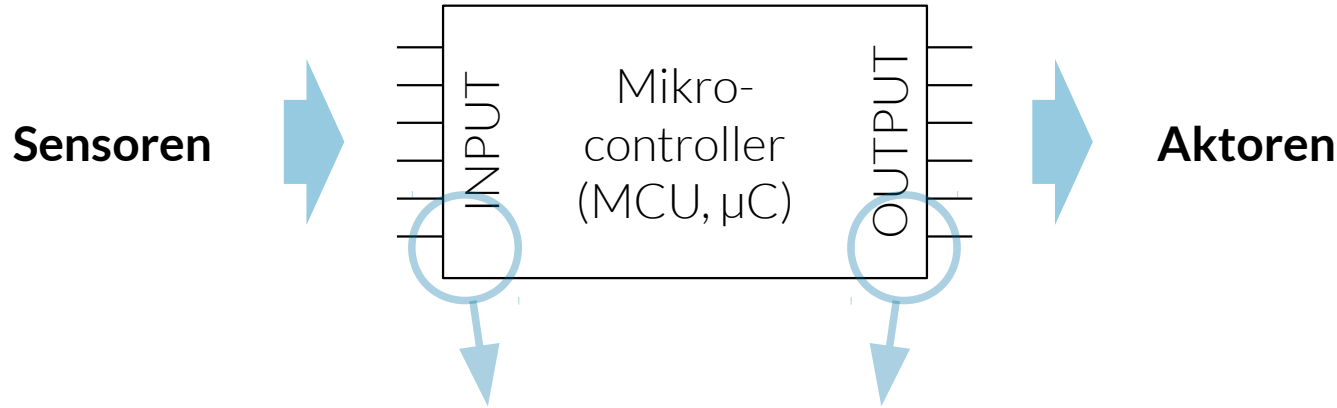 Sensoren
INPUT
Mikro-
controller
(MCU, µC)
OUTPUT
Aktoren